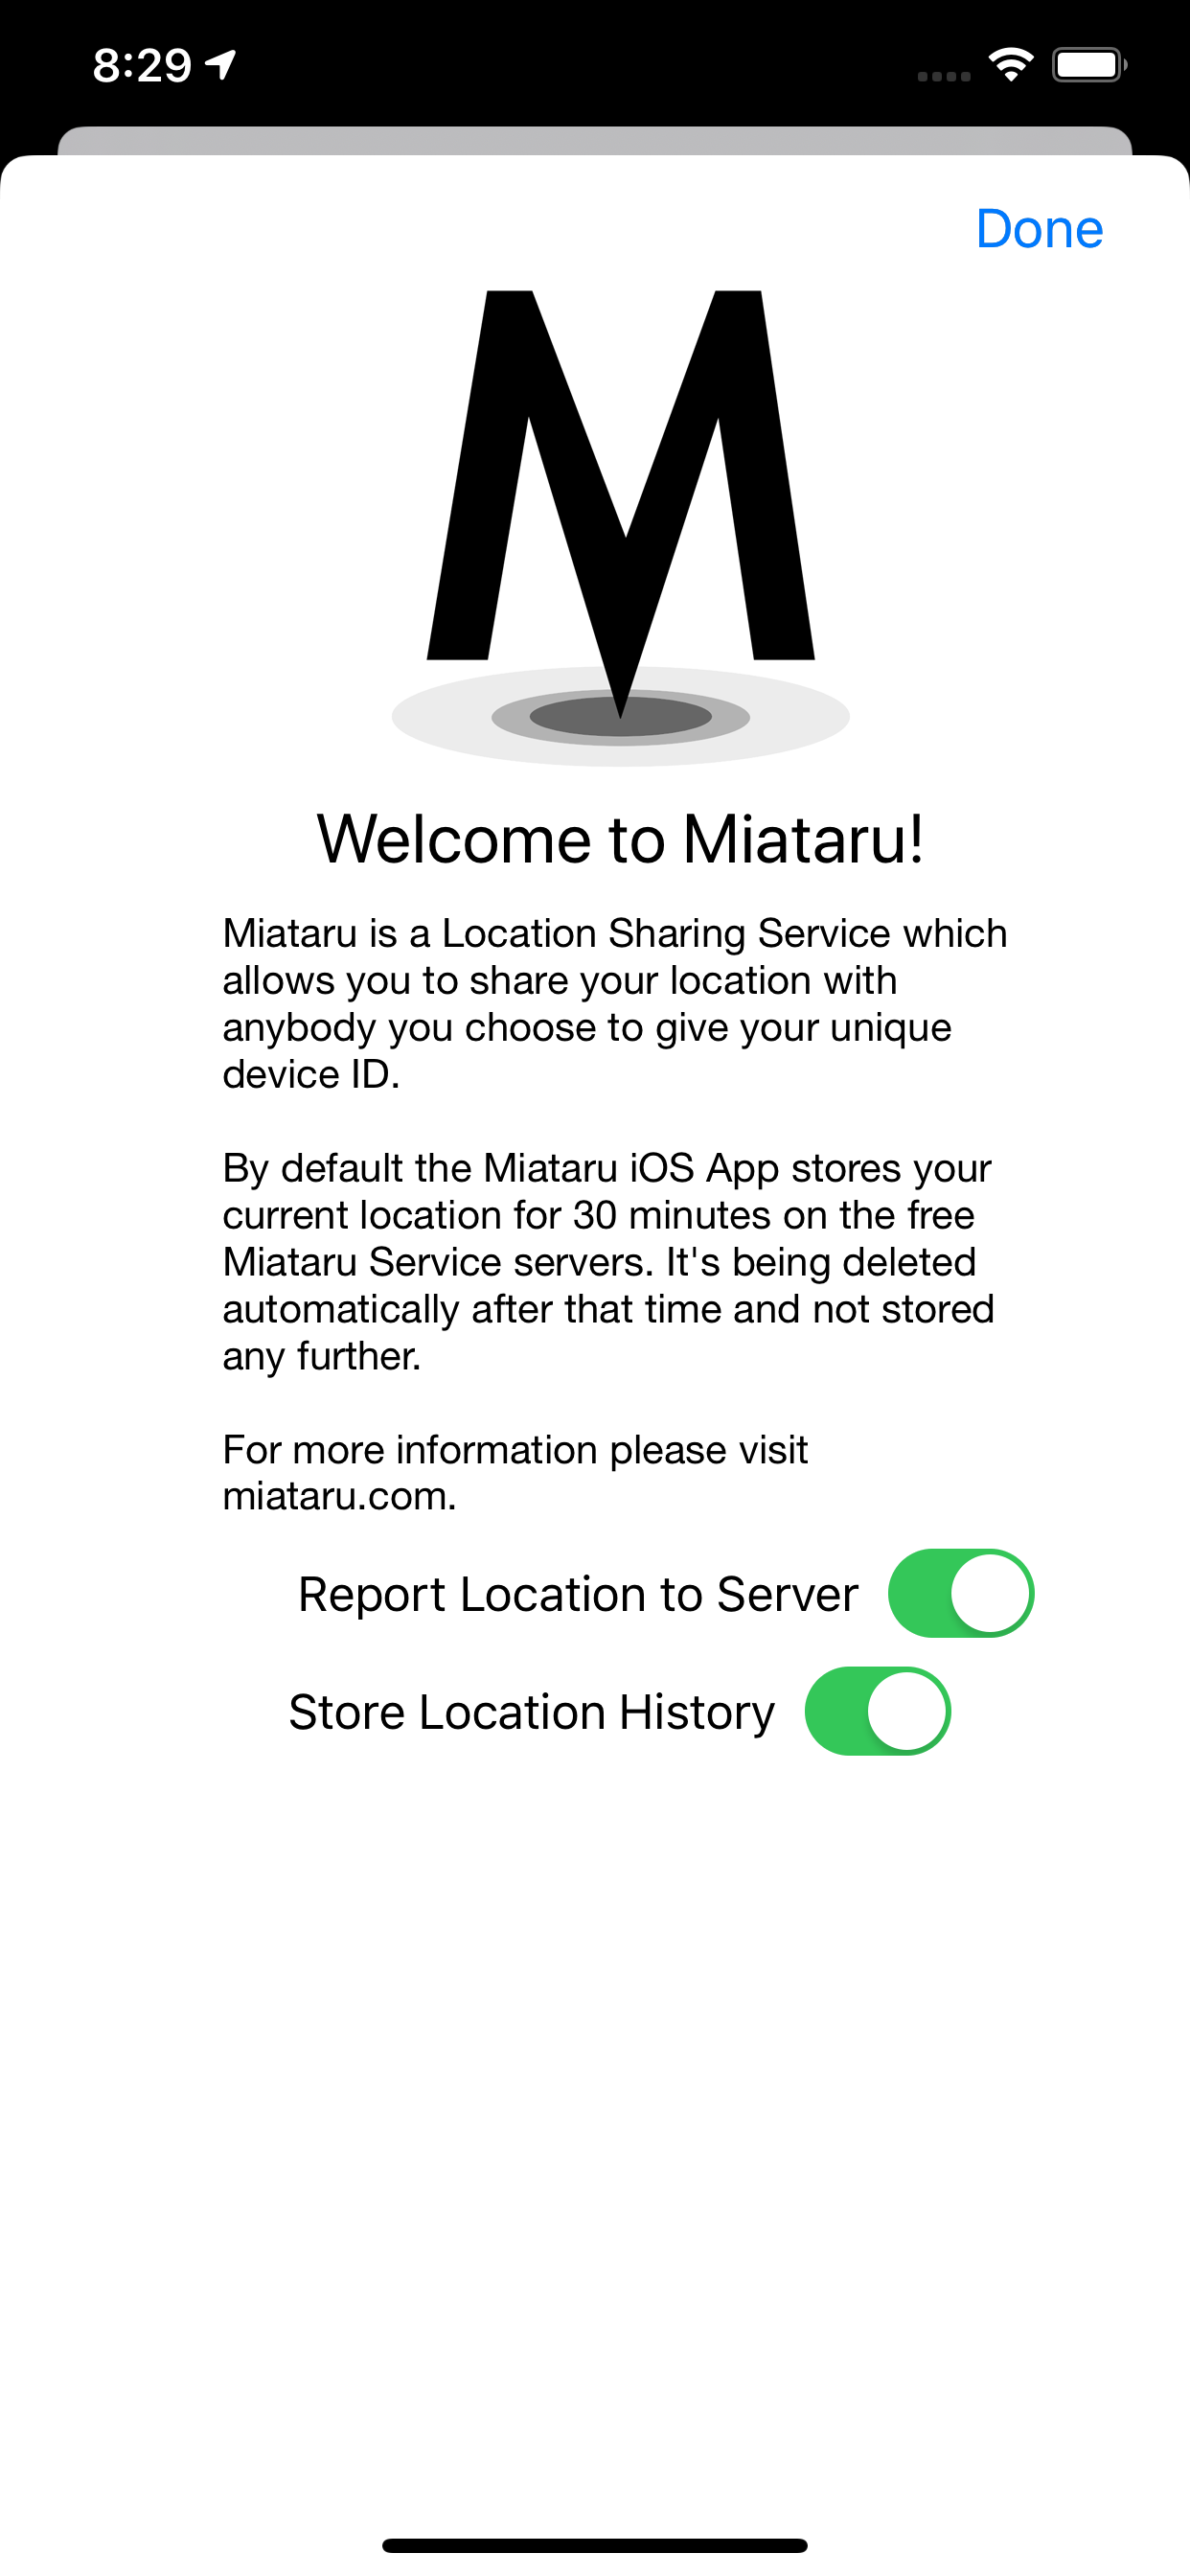 8:29
Done
M
Welcome to Miataru!
Miataru is a Location Sharing Service which
allows you to share your location with
anybody you choose to give your unique
device ID.
By default the Miataru iOS App stores your
current location for 30 minutes on the free
Miataru Service servers. It's being deleted
automatically after that time and not stored
any further.
For more information please visit
miataru.com.
Report Location to Server
Store Location History